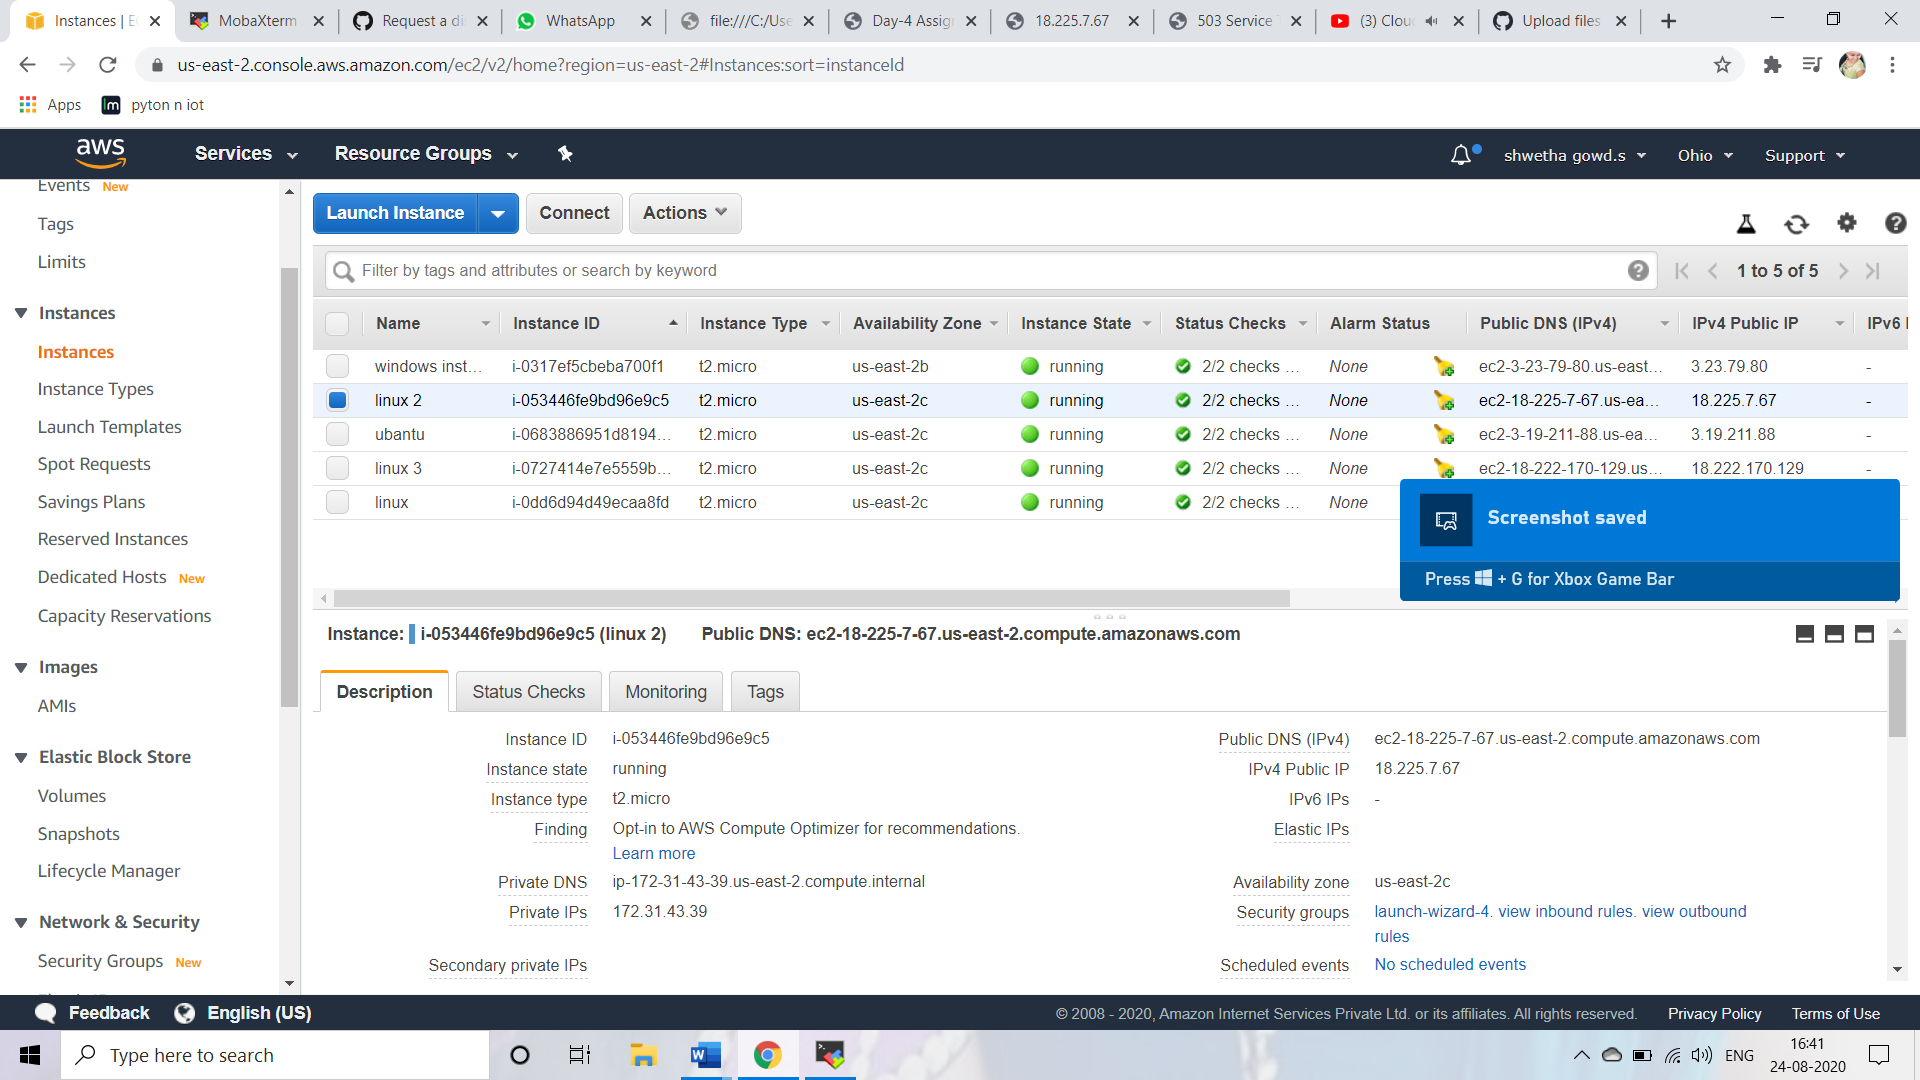 Instances | E
MobaXterm
Request a di
WhatsApp
file:///C:/Use
Day-4 Assign
18.225.7.67
503 Service
(3) Clou
Upload files
us-east-2.console.aws.amazon.com/ec2/v2/home?region=us-east-2#Instances:sort=instanceId
Apps
pyton n iot
aws
Services
Resource Groups
shwetha gowd.s
Ohio
Support
Events New
Tags
Limits
Instances
Instances
Instance Types
Launch Templates
Spot Requests
Savings Plans
Reserved Instances
Dedicated Hosts New
Capacity Reservations
Images
AMIs
Elastic Block Store
Volumes
Snapshots
Lifecycle Manager
Network & Security
Security Groups New
Launch Instance
Connect
Actions
Filter by tags and attributes or search by keyword
1 to 5 of 5
Name Instance ID Instance Type Availability Zone Instance State Status Checks Alarm Status Public DNS (IPv4) IPv4 Public IP IPv6 I
windows inst... i-0317ef5cbeba700f1 t2.micro us-east-2b running 2/2 checks ... None ec2-3-23-79-80.us-east... 3.23.79.80 -
linux 2 i-053446fe9bd96e9c5 t2.micro us-east-2c running 2/2 checks ... None ec2-18-225-7-67.us-ea... 18.225.7.67 -
ubantu i-0683886951d8194... t2.micro us-east-2c running 2/2 checks ... None ec2-3-19-211-88.us-ea... 3.19.211.88 -
linux 3 i-0727414e7e5559b... t2.micro us-east-2c running 2/2 checks ... None ec2-18-222-170-129.us... 18.222.170.129 -
linux i-0dd6d94d49ecaa8fd t2.micro us-east-2c running 2/2 checks ... None
Screenshot saved
Press + G for Xbox Game Bar
Instance: i-053446fe9bd96e9c5 (linux 2) Public DNS: ec2-18-225-7-67.us-east-2.compute.amazonaws.com
Description
Status Checks
Monitoring
Tags
Instance ID i-053446fe9bd96e9c5
Instance state running
Instance type t2.micro
Finding Opt-in to AWS Compute Optimizer for recommendations.
Learn more
Private DNS ip-172-31-43-39.us-east-2.compute.internal
Private IPs 172.31.43.39
Secondary private IPs
Public DNS (IPv4) ec2-18-225-7-67.us-east-2.compute.amazonaws.com
IPv4 Public IP 18.225.7.67
IPv6 IPs -
Elastic IPs
Availability zone us-east-2c
Security groups launch-wizard-4. view inbound rules. view outbound
rules
Scheduled events No scheduled events
Feedback
English (US)
© 2008 - 2020, Amazon Internet Services Private Ltd. or its affiliates. All rights reserved.
Privacy Policy
Terms of Use
Type here to search
ENG
16:41
24-08-2020